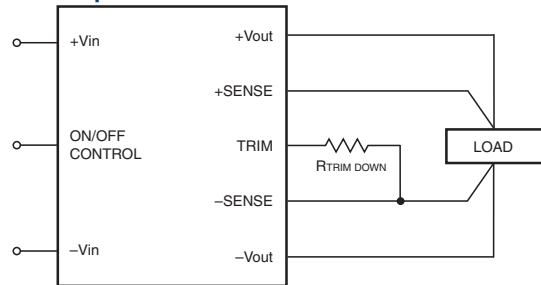 +Vin
+Vout
+SENSE
ON/OFF
CONTROL
TRIM
RTRIM DOWN
LOAD
–SENSE
–Vin
–Vout